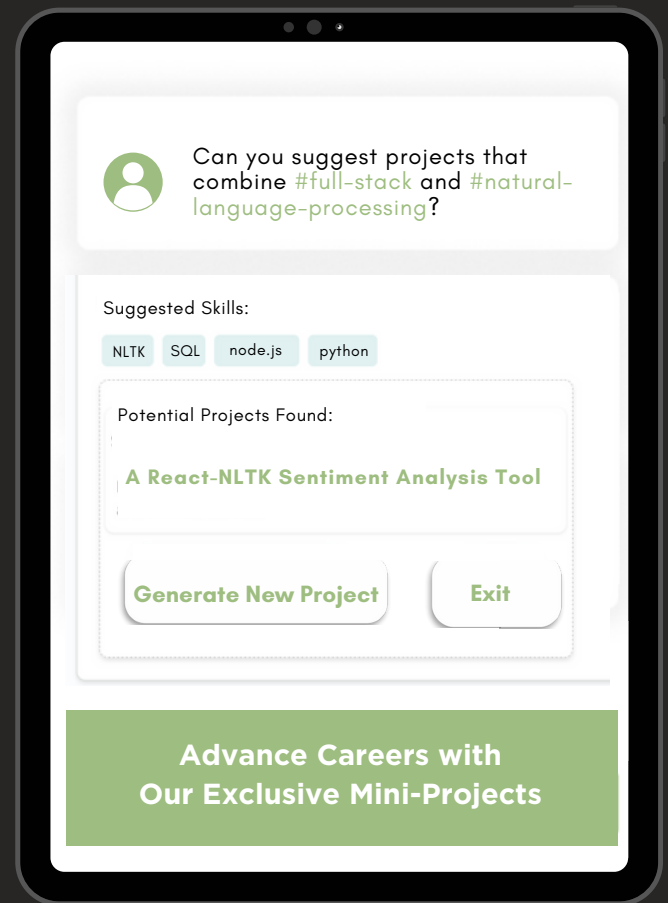 Can you suggest projects that
combine #full-stack and #natural-
language-processing?
Suggested Skills:
NLTK SQL node.js python
Potential Projects Found:
A React-NLTK Sentiment Analysis Tool
Generate New Project Exit
Advance Careers with
Our Exclusive Mini-Projects